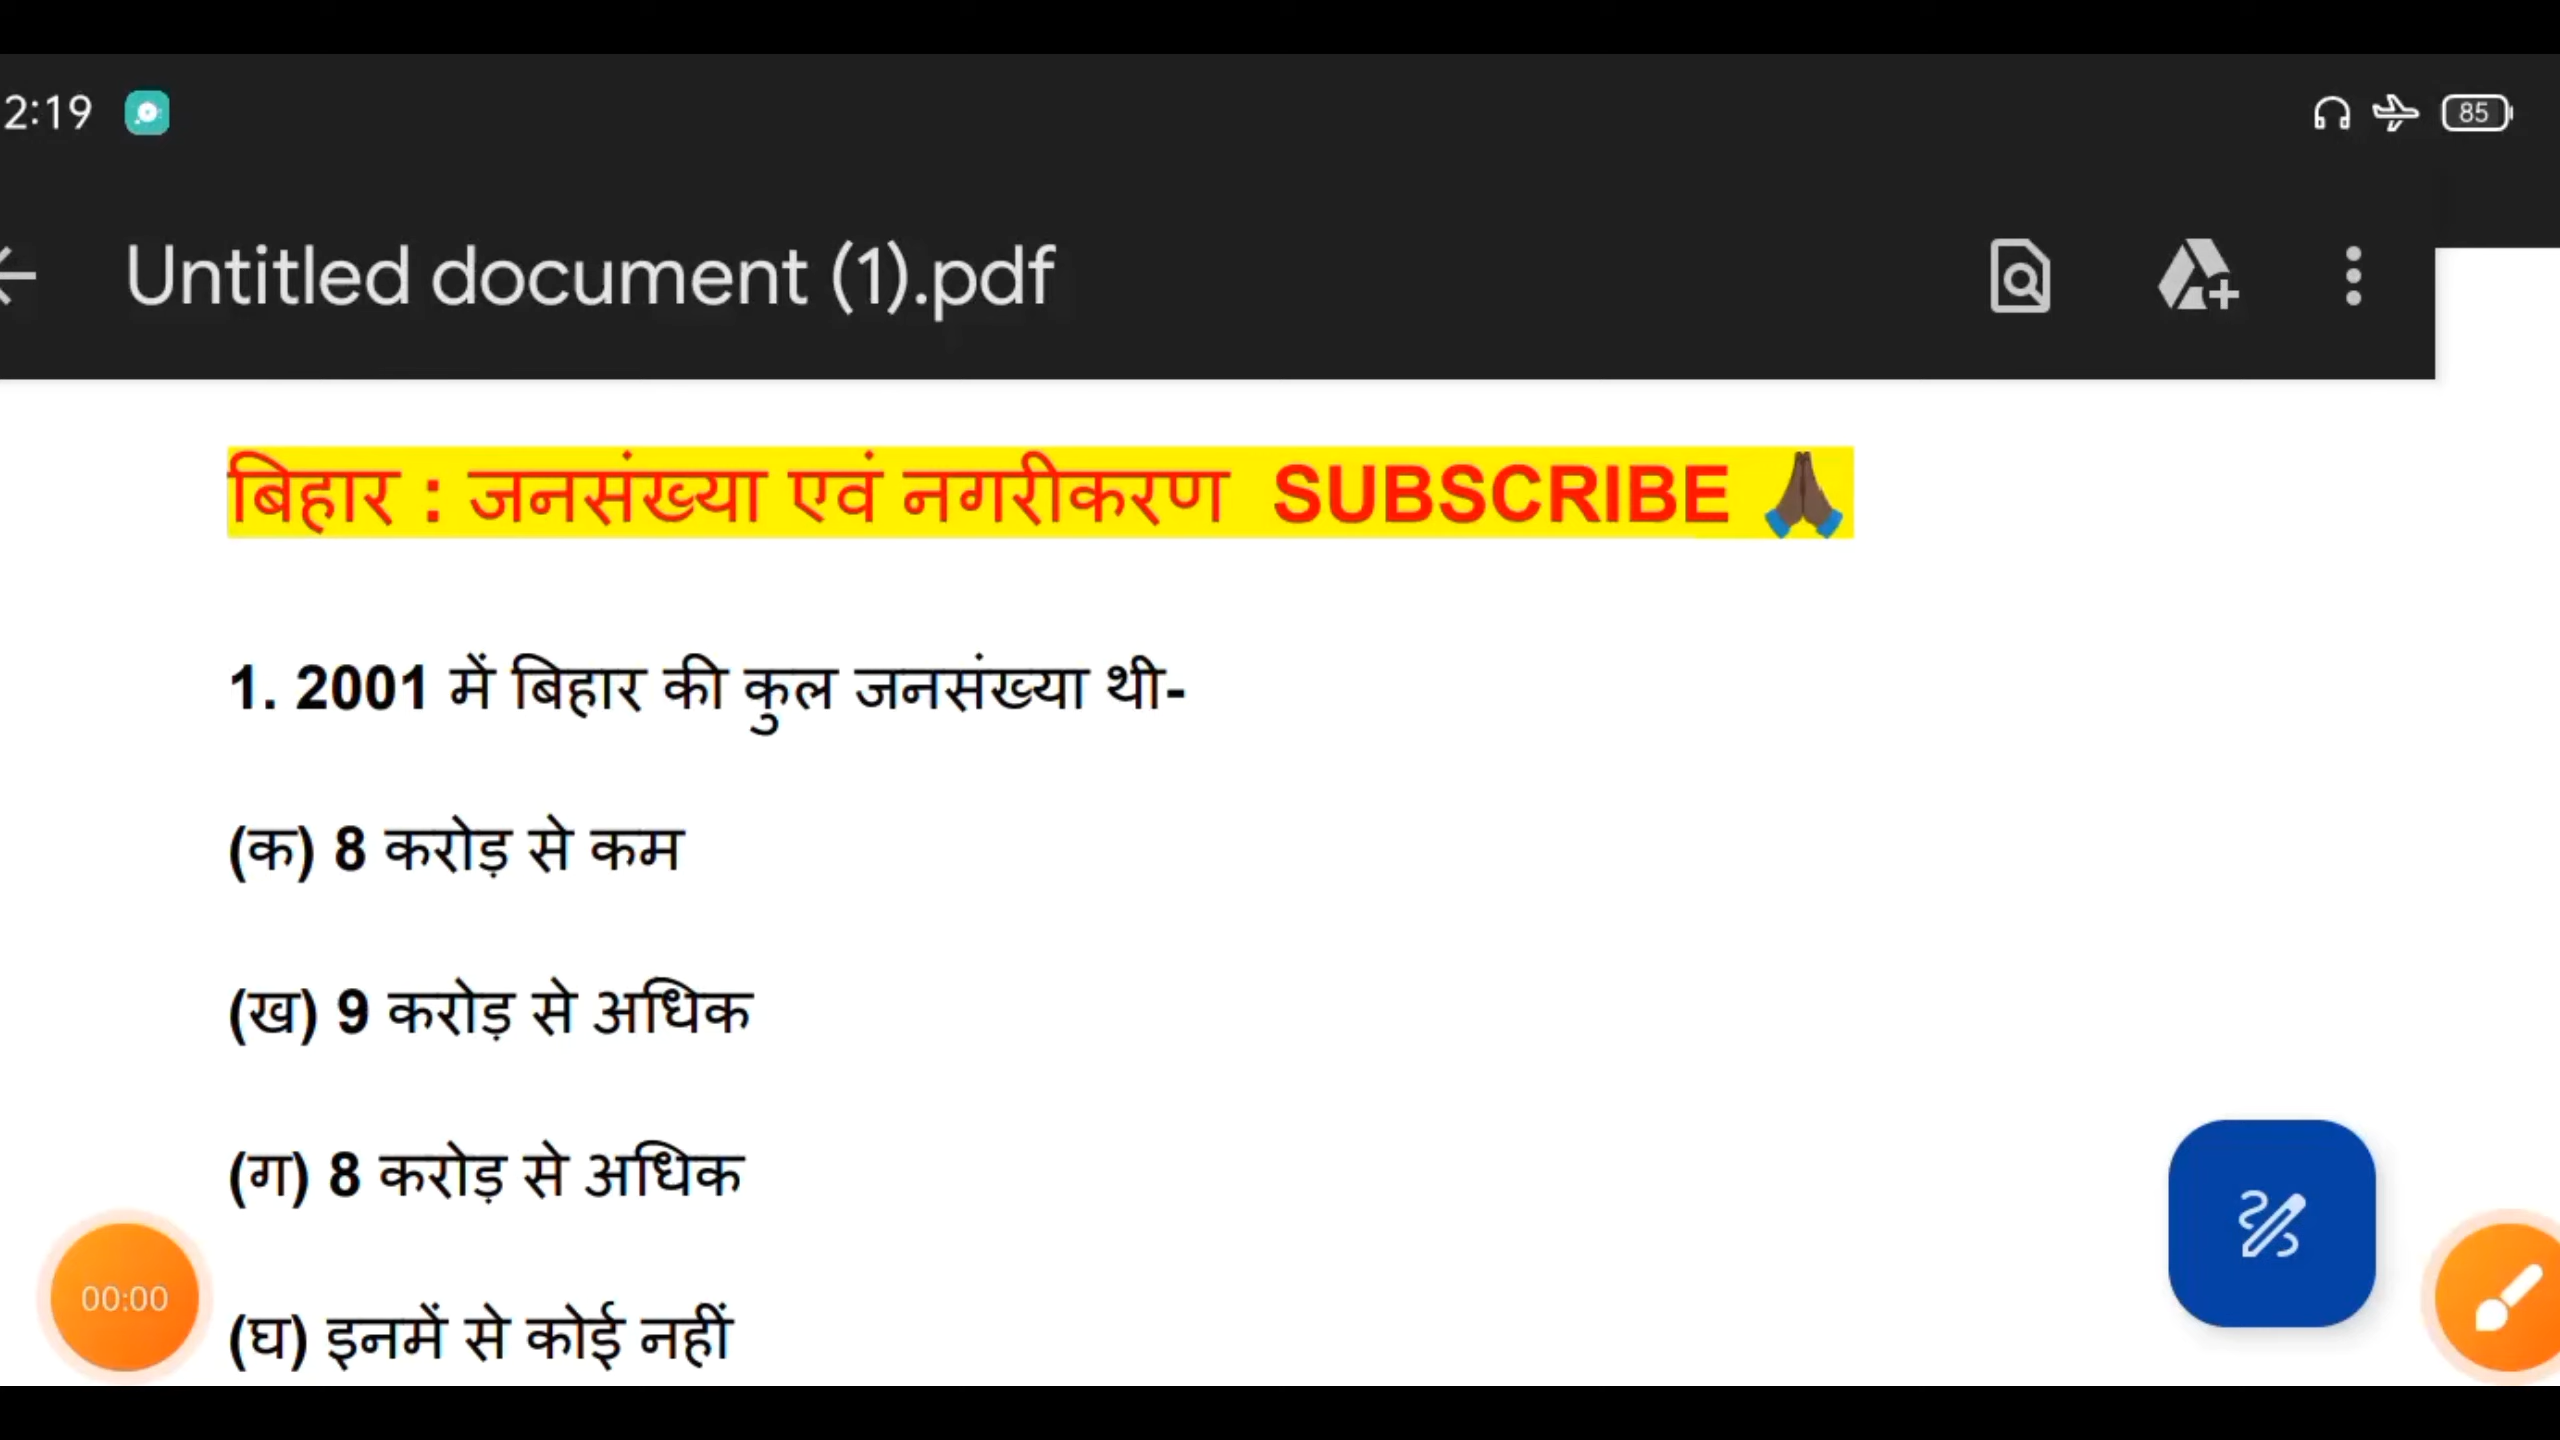 2:19
85
Untitled document (1).pdf
बिहार : जनसंख्या एवं नगरीकरण SUBSCRIBE 🙏🏿
1. 2001 में बिहार की कुल जनसंख्या थी-
(क) 8 करोड़ से कम
(ख) 9 करोड़ से अधिक
(ग) 8 करोड़ से अधिक
00:00
(घ) इनमें से कोई नहीं